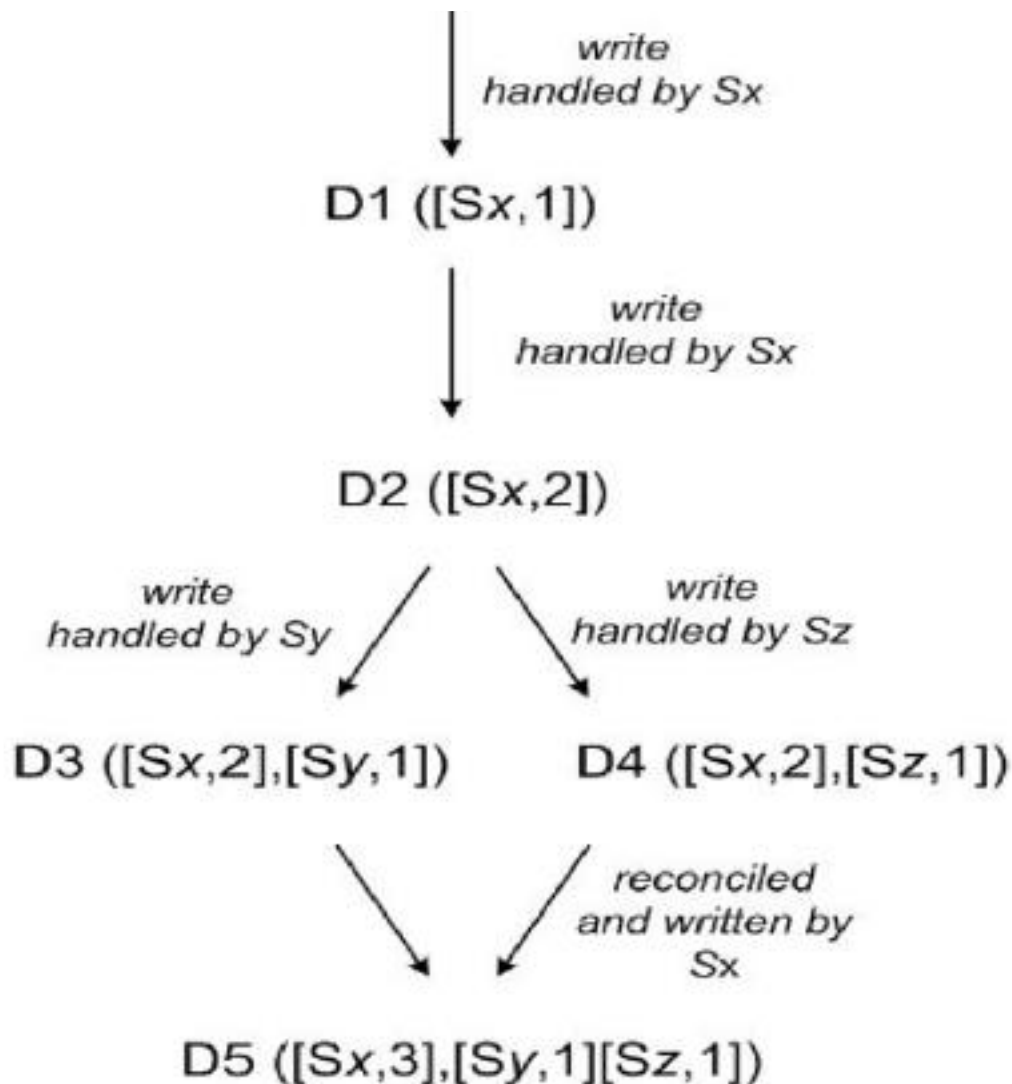 write
handled by Sx
D1 ([Sx,1])
write
handled by Sx
D2 ([Sx,2])
write
handled by Sy
write
handled by Sz
D3 ([Sx,2],[Sy,1])
D4 ([Sx,2],[Sz,1])
reconciled
and written by
Sx
D5 ([Sx,3],[Sy,1][Sz,1])